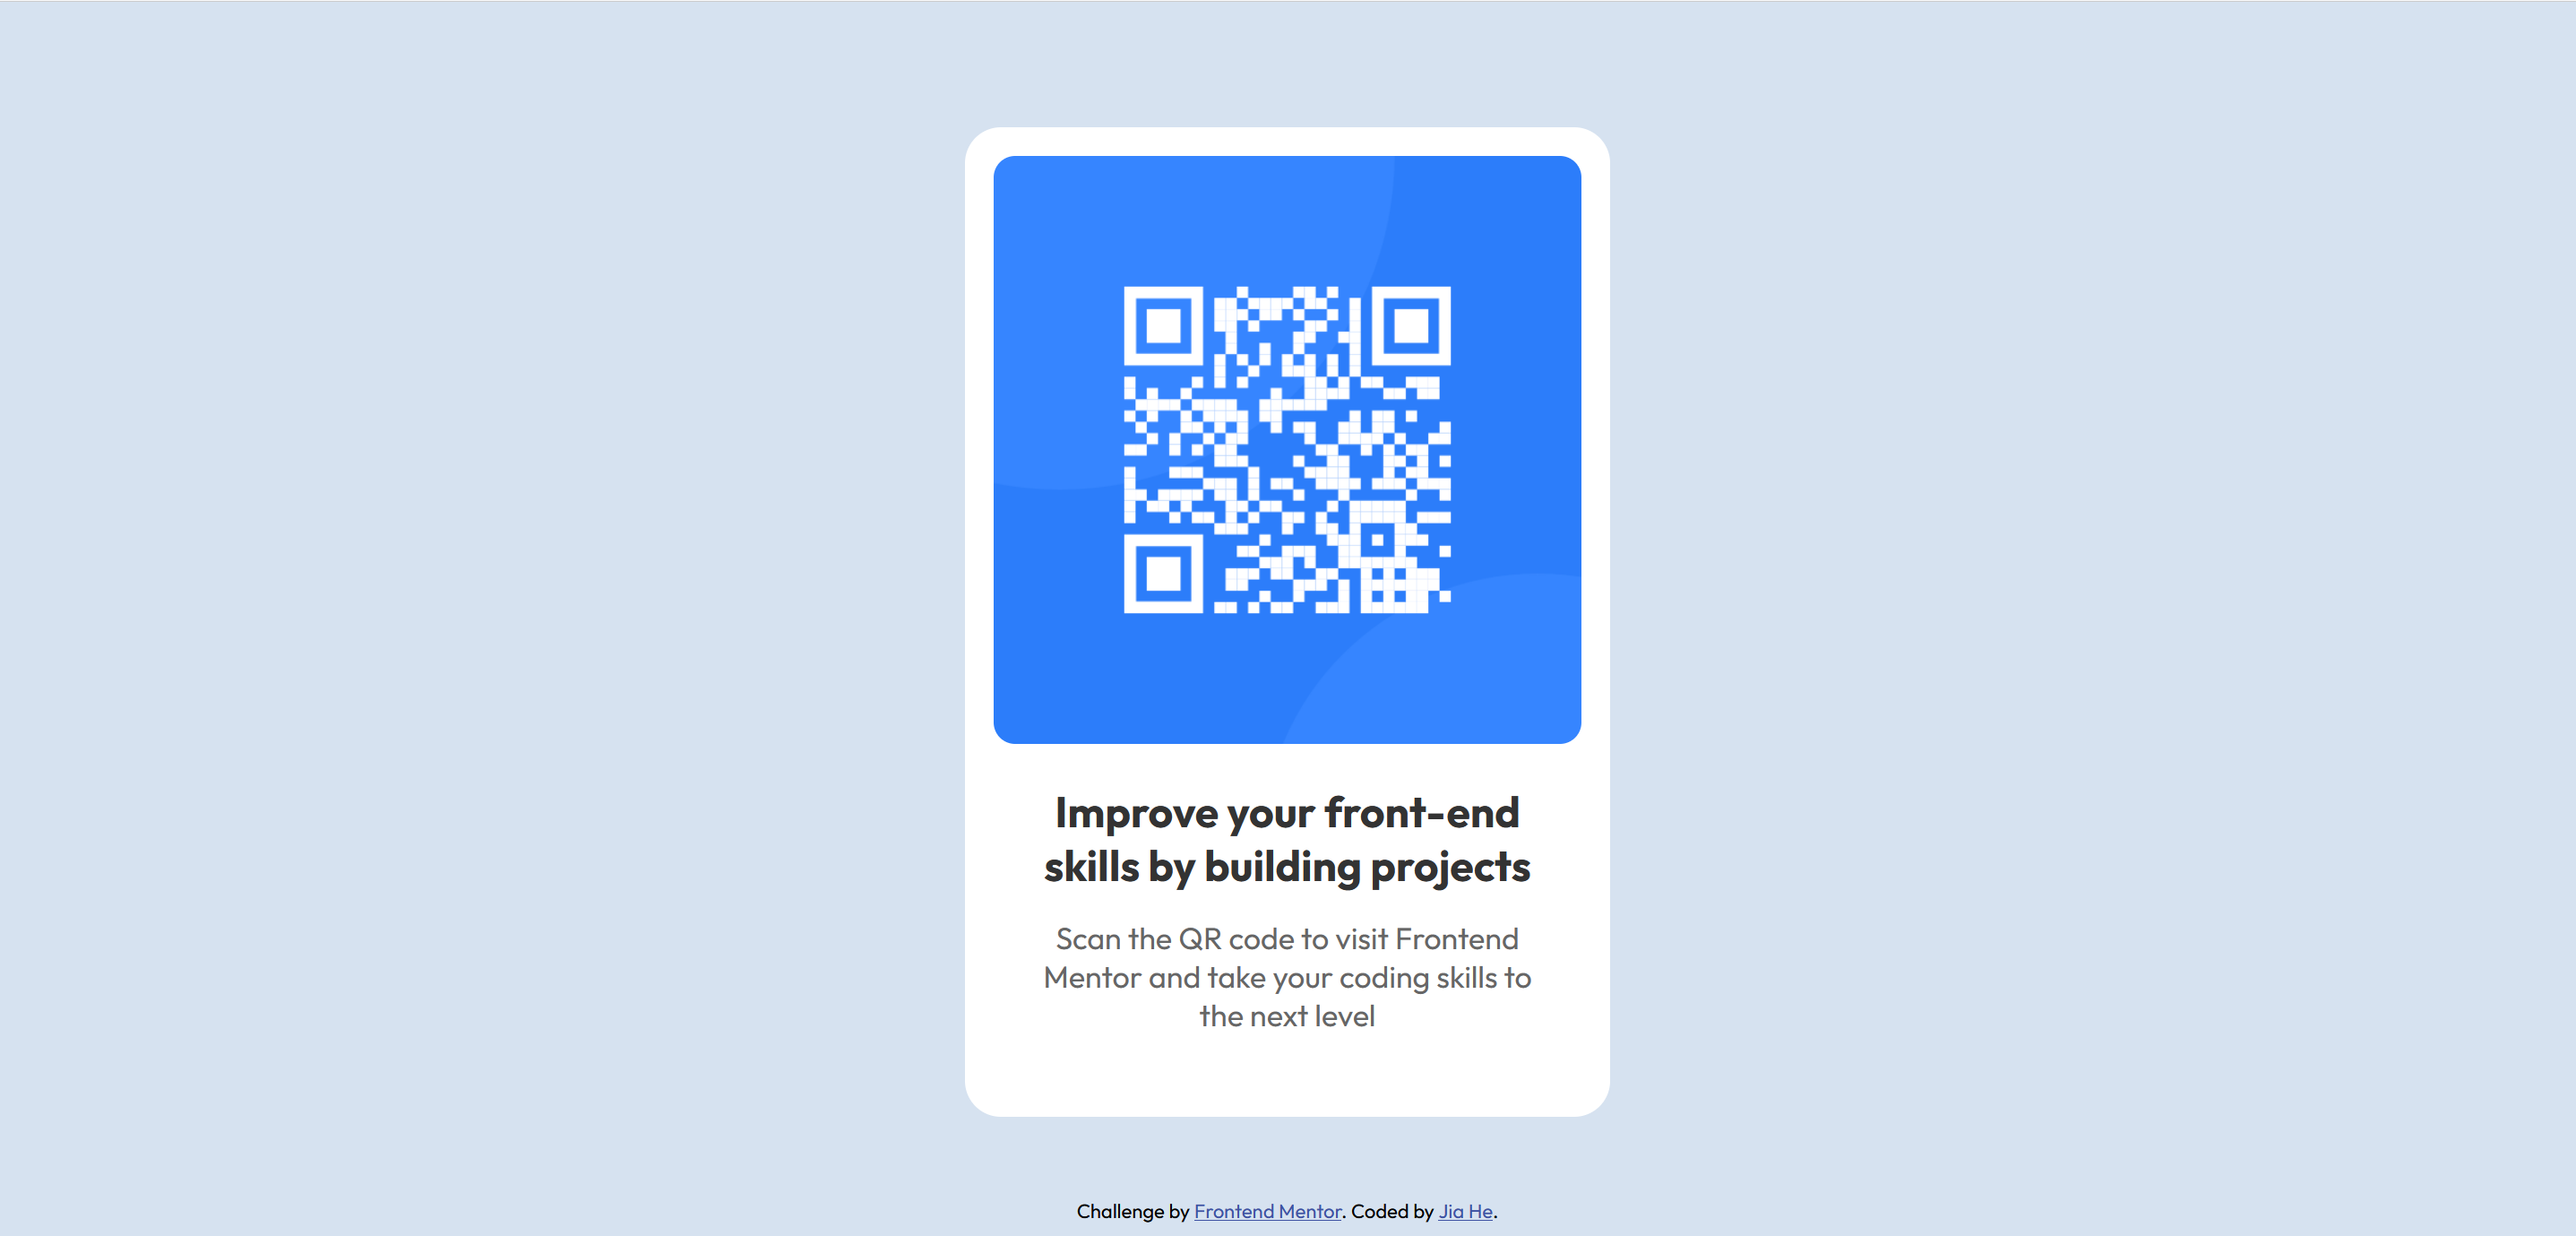 Improve your front-end
skills by building projects
Scan the QR code to visit Frontend
Mentor and take your coding skills to
the next level
Challenge by Frontend Mentor. Coded by Jia He.